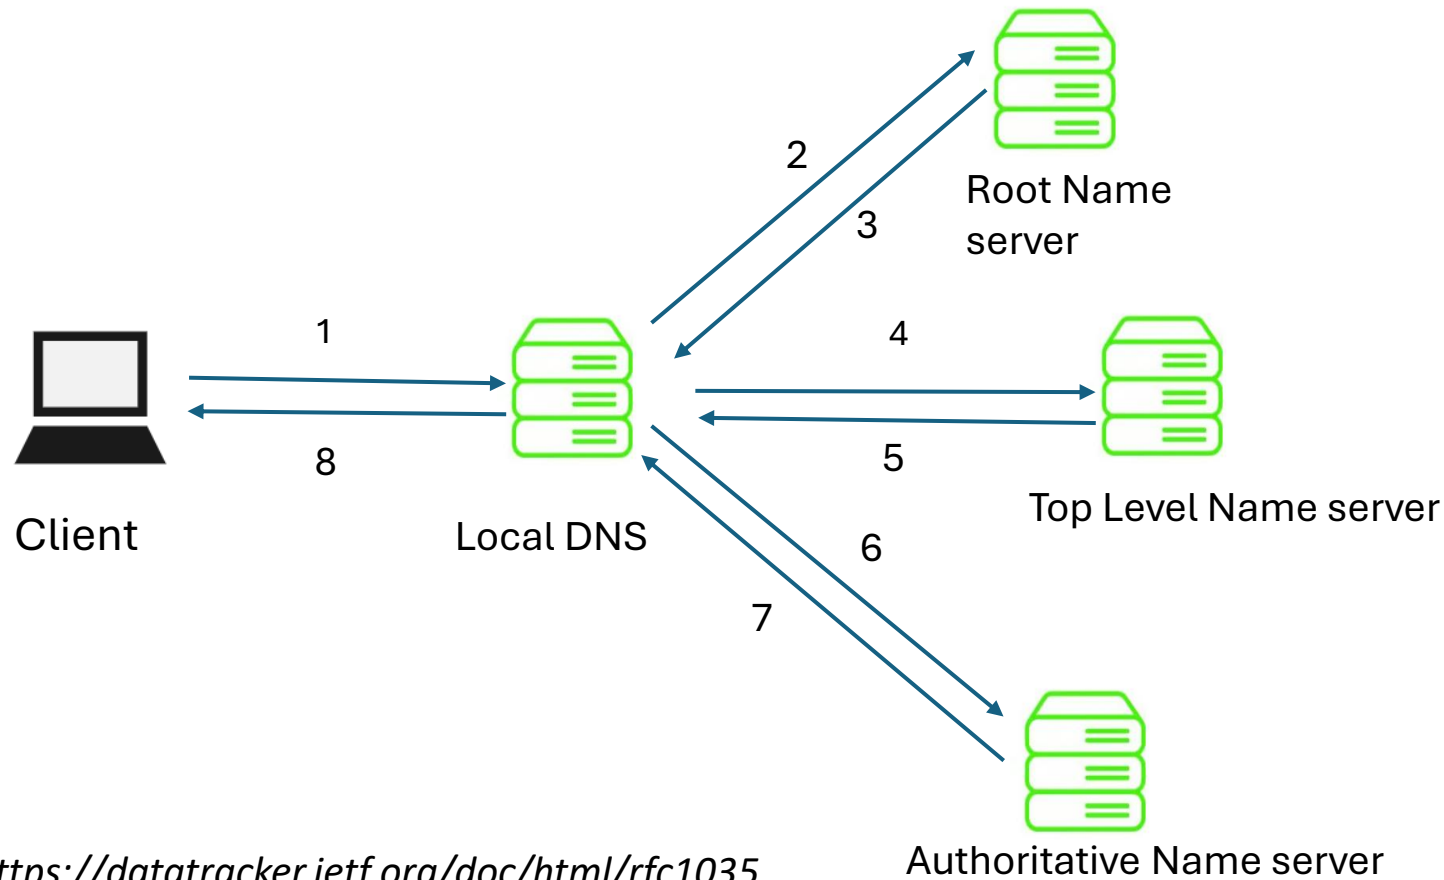 2
Root Name
server
3
1
4
8
5
Client
Local DNS
Top Level Name server
6
7
ttps://datatracker.ietf.org/doc/html/rfc1035
Authoritative Name server